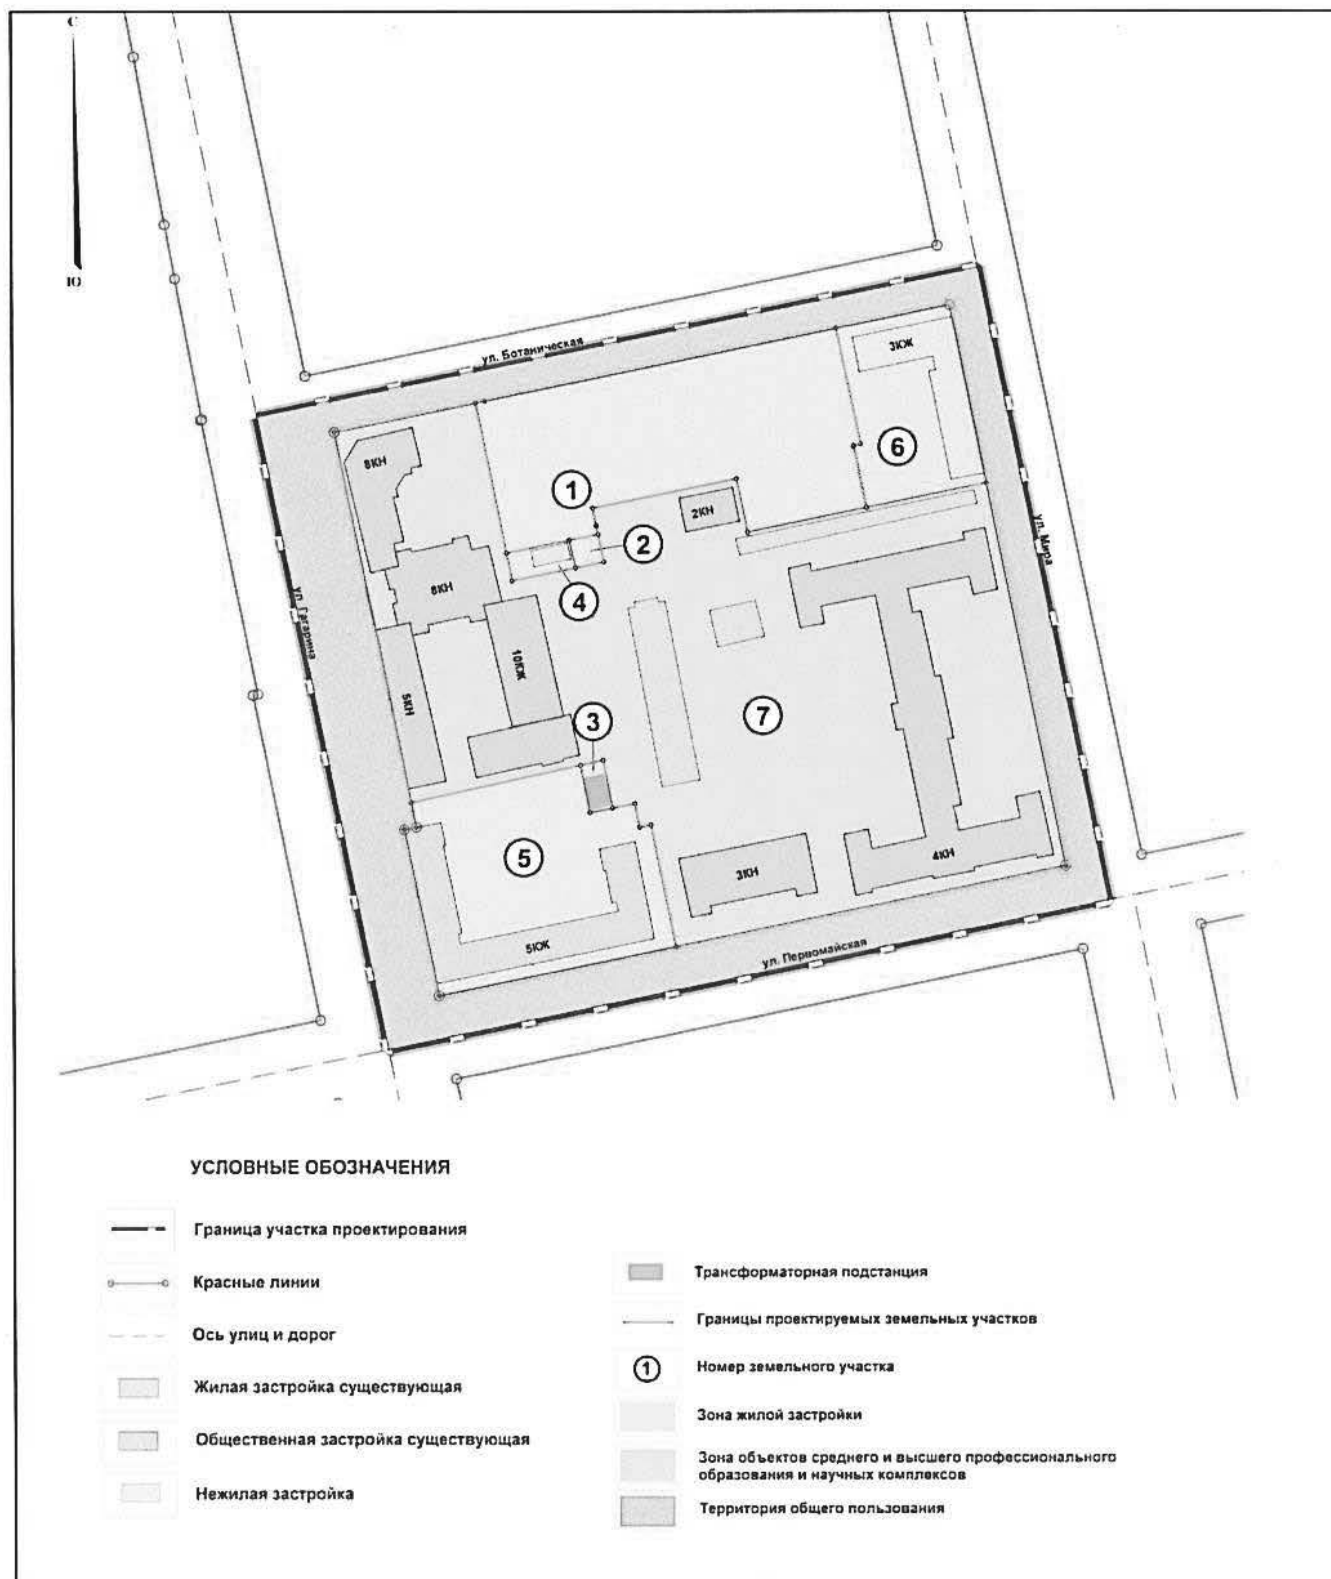 С
Ю
ул. Ботаническая
3КЖ
6
8КН
1
2КН
2
ул. Мира
4
8КН
ул. Гагарина
10КЖ
5КН
3
7
5
3КН
4КН
5КЖ
ул. Первомайская
УСЛОВНЫЕ ОБОЗНАЧЕНИЯ
Граница участка проектирования
Красные линии
Ось улиц и дорог
Жилая застройка существующая
Общественная застройка существующая
Нежилая застройка
Трансформаторная подстанция
Границы проектируемых земельных участков
1
Номер земельного участка
Зона жилой застройки
Зона объектов среднего и высшего профессионального
образования и научных комплексов
Территория общего пользования